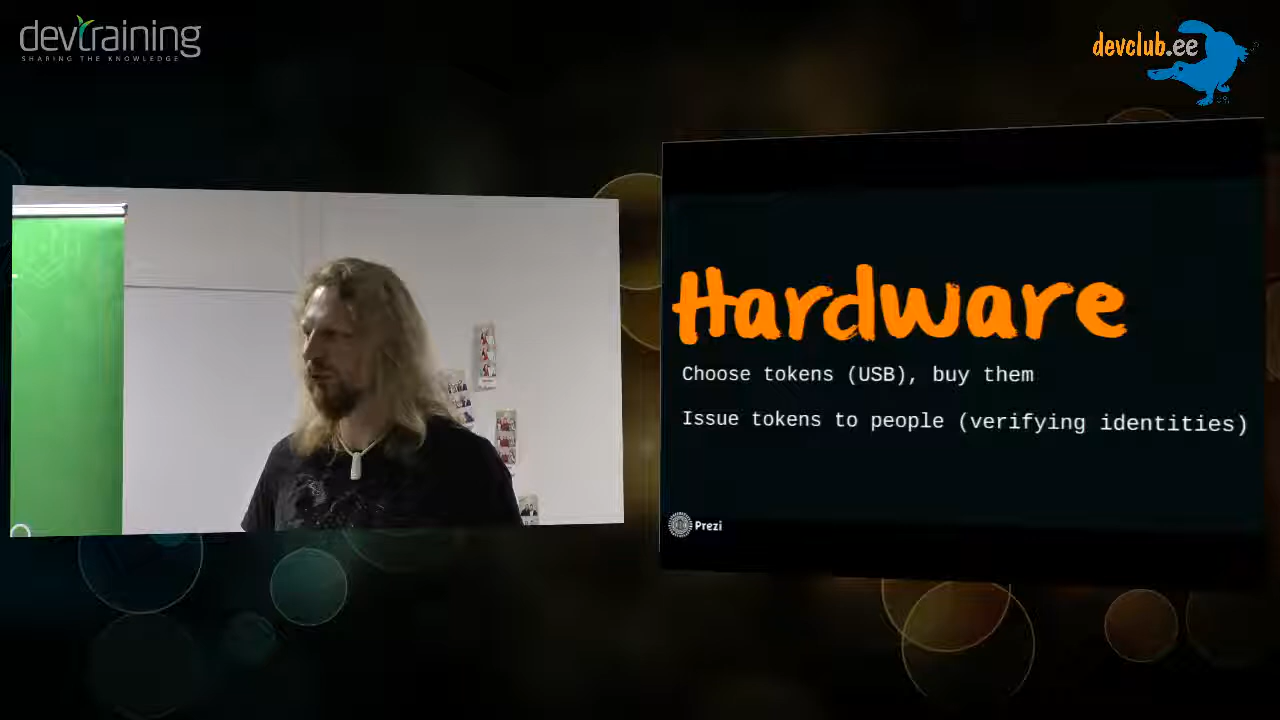 devtraining
SHARING THE KNOWLEDGE
devclub.ee
Hardware
Choose tokens (USB), buy them
Issue tokens to people (verifying identities)
Prezi